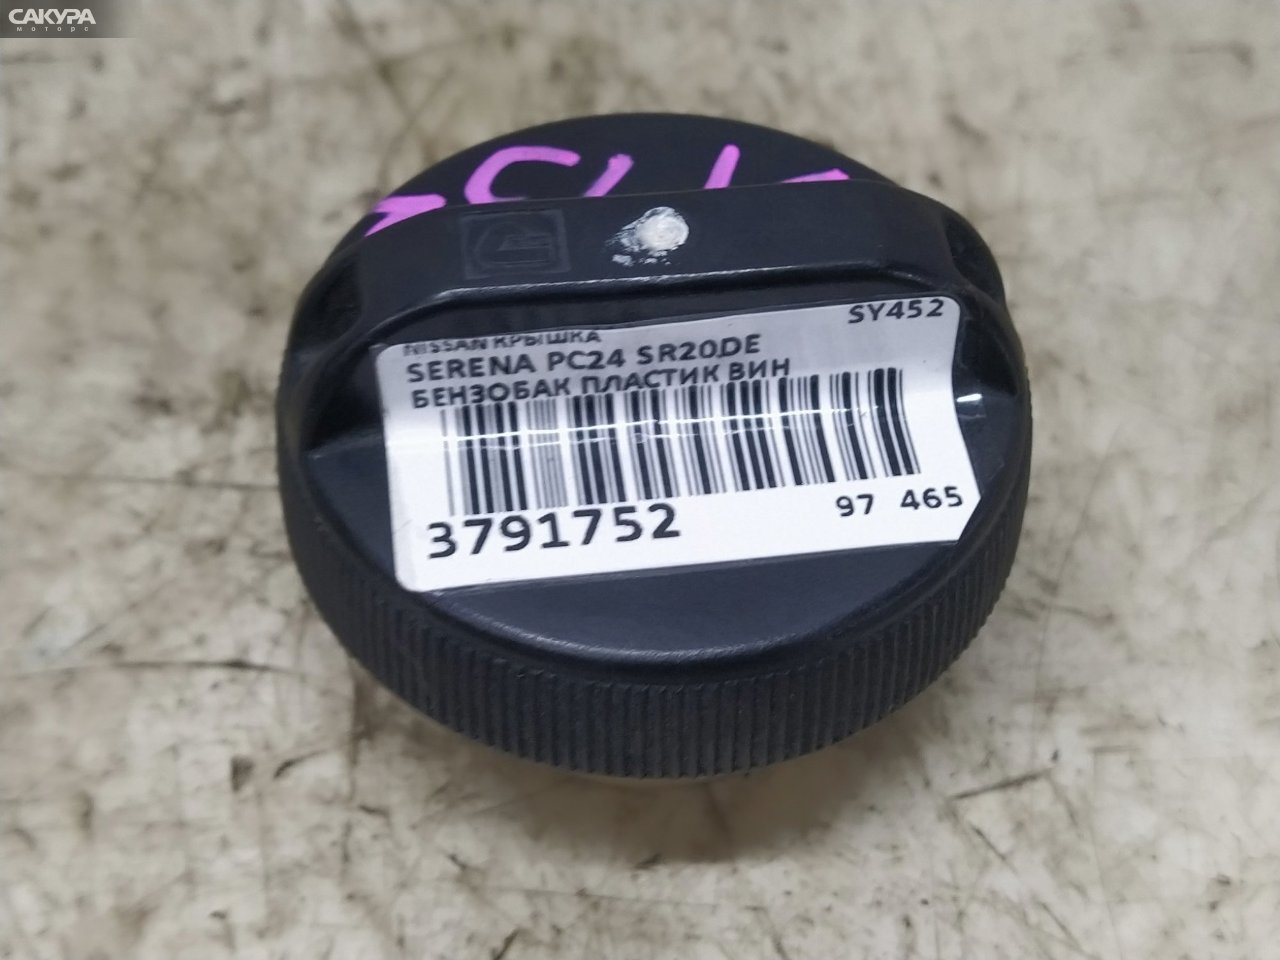 САКУРА
моторс
SY452
NISSAN КРЫШКА
SERENA PC24 SR20DE
БЕНЗОБАК ПЛАСТИК ВИН
3791752
97 465